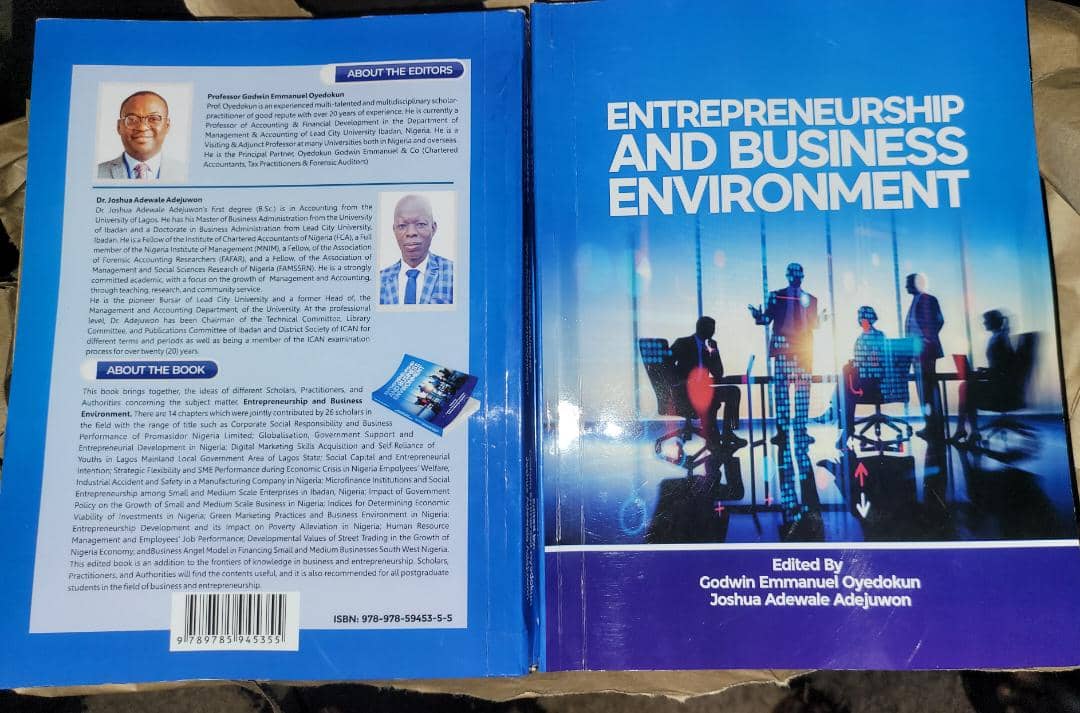 ABOUT THE EDITORS
Professor Godwin Emmanuel Oyedokun
Prof. Oyedokun is an experienced multi-talented and multidisciplinary scholar-
practitioner of good repute with over 20 years of experience. He is currently a
Professor of Accounting & Financial Development in the Department of
Management & Accounting of Lead City University Ibadan, Nigeria. He is a
Visiting & Adjunct Professor at many Universities both in Nigeria and overseas.
He is the Principal Partner, Oyedokun Godwin Emmanuel & Co (Chartered
Accountants, Tax Practitioners & Forensic Auditors)
Dr. Joshua Adewale Adejuwon
Dr. Joshua Adewale Adejuwon's first degree (B.Sc.) is in Accounting from the
University of Lagos. He has his Master of Business Administration from the University
of Ibadan and a Doctorate in Business Administration from Lead City University,
Ibadan. He is a Fellow of the Institute of Chartered Accountants of Nigeria (FCA), a Full
member of the Nigeria Institute of Management (MNIM), a Fellow, of the Association
of Forensic Accounting Researchers (FAFAR), and a Fellow, of the Association of
Management and Social Sciences Research of Nigeria (FAMSSRN). He is a strongly
committed academic, with a focus on the growth of Management and Accounting,
through teaching, research, and community service.
He is the pioneer Bursar of Lead City University and a former Head of, the
Management and Accounting Department, of the University. At the professional
level, Dr. Adejuwon has been Chairman of the Technical Committee, Library
Committee, and Publications Committee of Ibadan and District Society of ICAN for
different terms and periods as well as being a member of the ICAN examination
process for over twenty (20) years.
ABOUT THE BOOK
This book brings together, the ideas of different Scholars, Practitioners, and
Authorities concerning the subject matter, Entrepreneurship and Business
Environment. There are 14 chapters which were jointly contributed by 26 scholars in
the field with the range of title such as Corporate Social Responsibility and Business
Performance of Promasidor Nigeria Limited; Globalisation, Government Support and
Entrepreneurial Development in Nigeria; Digital Marketing Skills Acquisition and Self Reliance of
Youths in Lagos Mainland Local Government Area of Lagos State; Social Capital and Entrepreneurial
Intention; Strategic Flexibility and SME Performance during Economic Crisis in Nigeria Empolyees' Welfare,
Industrial Accident and Safety in a Manufacturing Company in Nigeria; Microfinance Institutions and Social
Entrepreneurship among Small and Medium Scale Enterprises in Ibadan, Nigeria; Impact of Government
Policy on the Growth of Small and Medium Scale Business in Nigeria; Indices for Determining Economic
Viability of Investments in Nigeria; Green Marketing Practices and Business Environment in Nigeria;
Entrepreneurship Development and its Impact on Poverty Alleviation in Nigeria; Human Resource
Management and Employees' Job Performance; Developmental Values of Street Trading in the Growth of
Nigeria Economy, andBusiness Angel Model in Financing Small and Medium Businesses South West Nigeria.
This edited book is an addition to the frontiers of knowledge in business and entrepreneurship. Scholars,
Practitioners, and Authorities will find the contents useful, and it is also recommended for all postgraduate
students in the field of business and entrepreneurship.
ENTREPRENEURSHIP
AND BUSINESS
ENVIRONMENT
ISBN: 978-978-59453-5-5
9 789785 945355
ENTREPRENEURSHIP
AND BUSINESS
ENVIRONMENT
Edited By
Godwin Emmanuel Oyedokun
Joshua Adewale Adejuwon